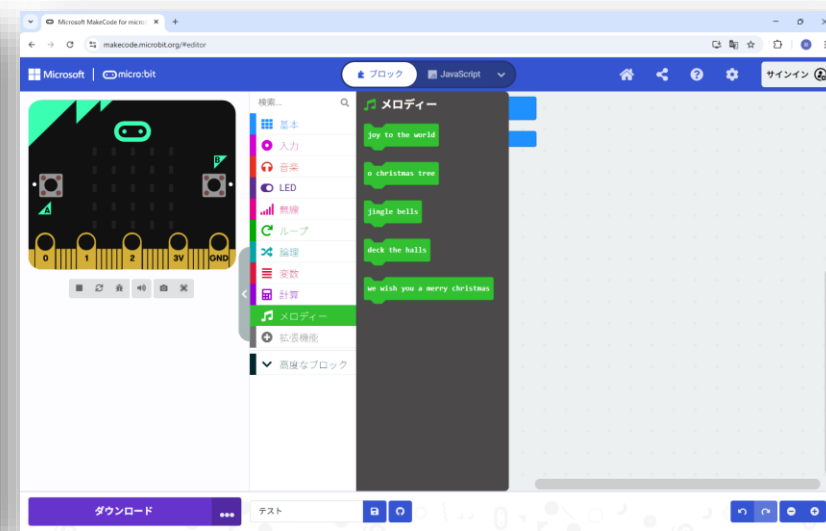 Microsoft MakeCode for micro:
makecode.microbit.org/#editor
Microsoft
micro:bit
ブロック
JavaScript
サインイン
検索...
基本
入力
音楽
LED
無線
ループ
論理
変数
計算
メロディー
拡張機能
高度なブロック
メロディー
joy to the world
o christmas tree
jingle bells
deck the halls
we wish you a merry christmas
B
A
0 1 2 3V GND
ダウンロード
テスト